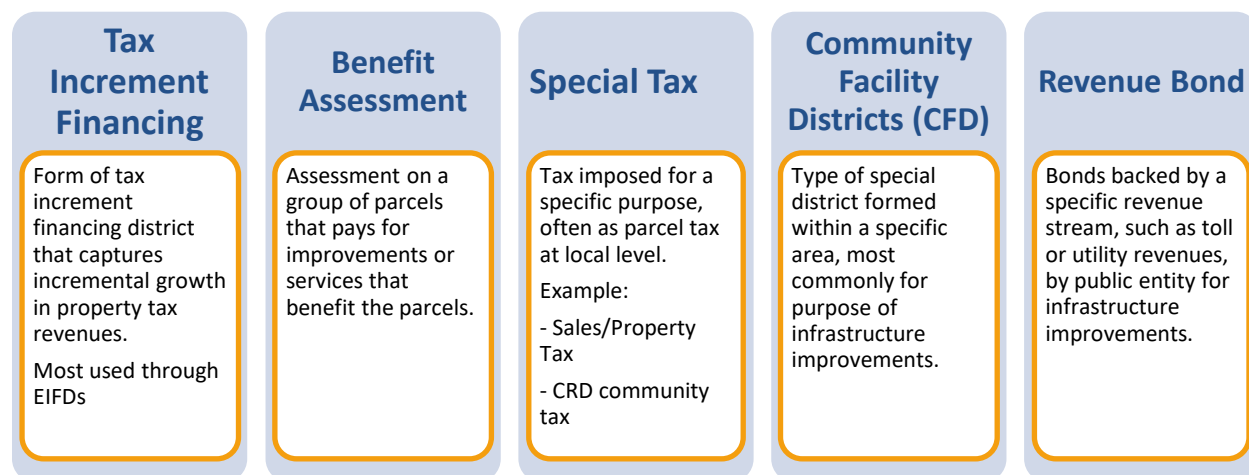 Tax
Increment
Financing
Form of tax
increment
financing district
that captures
incremental growth
in property tax
revenues.
Most used through
EIFDs
Benefit
Assessment
Assessment on a
group of parcels
that pays for
improvements or
services that
benefit the parcels.
Special Tax
Tax imposed for a
specific purpose,
often as parcel tax
at local level.
Example:
- Sales/Property
Tax
- CRD community
tax
Community
Facility
Districts (CFD)
Type of special
district formed
within a specific
area, most
commonly for
purpose of
infrastructure
improvements.
Revenue Bond
Bonds backed by a
specific revenue
stream, such as toll
or utility revenues,
by public entity for
infrastructure
improvements.